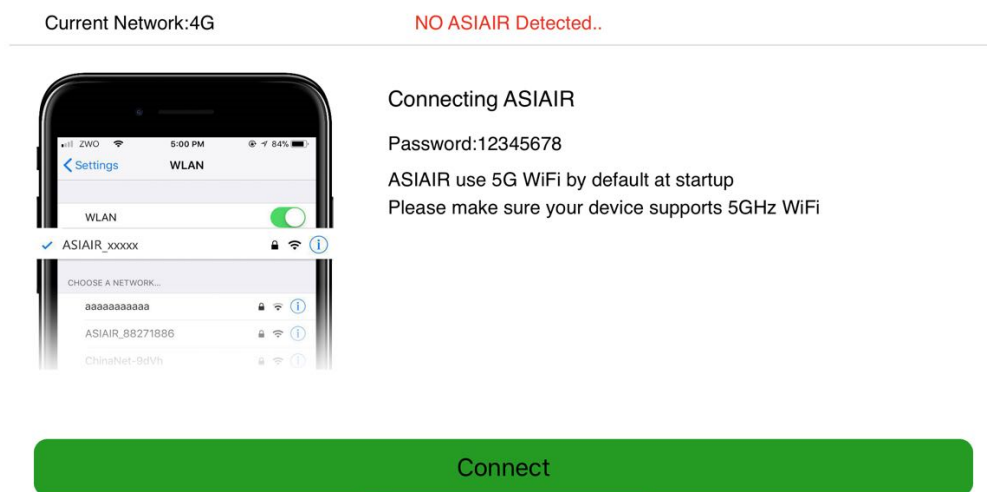 Current Network:4G
NO ASIAIR Detected..
ZWO 5:00 PM 84%
Settings WLAN
WLAN
ASIAIR_xxxxx
CHOOSE A NETWORK...
aaaaaaaaaaa
ASIAIR_88271886
ChinaNet-9dVh
Connecting ASIAIR
Password:12345678
ASIAIR use 5G WiFi by default at startup
Please make sure your device supports 5GHz WiFi
Connect